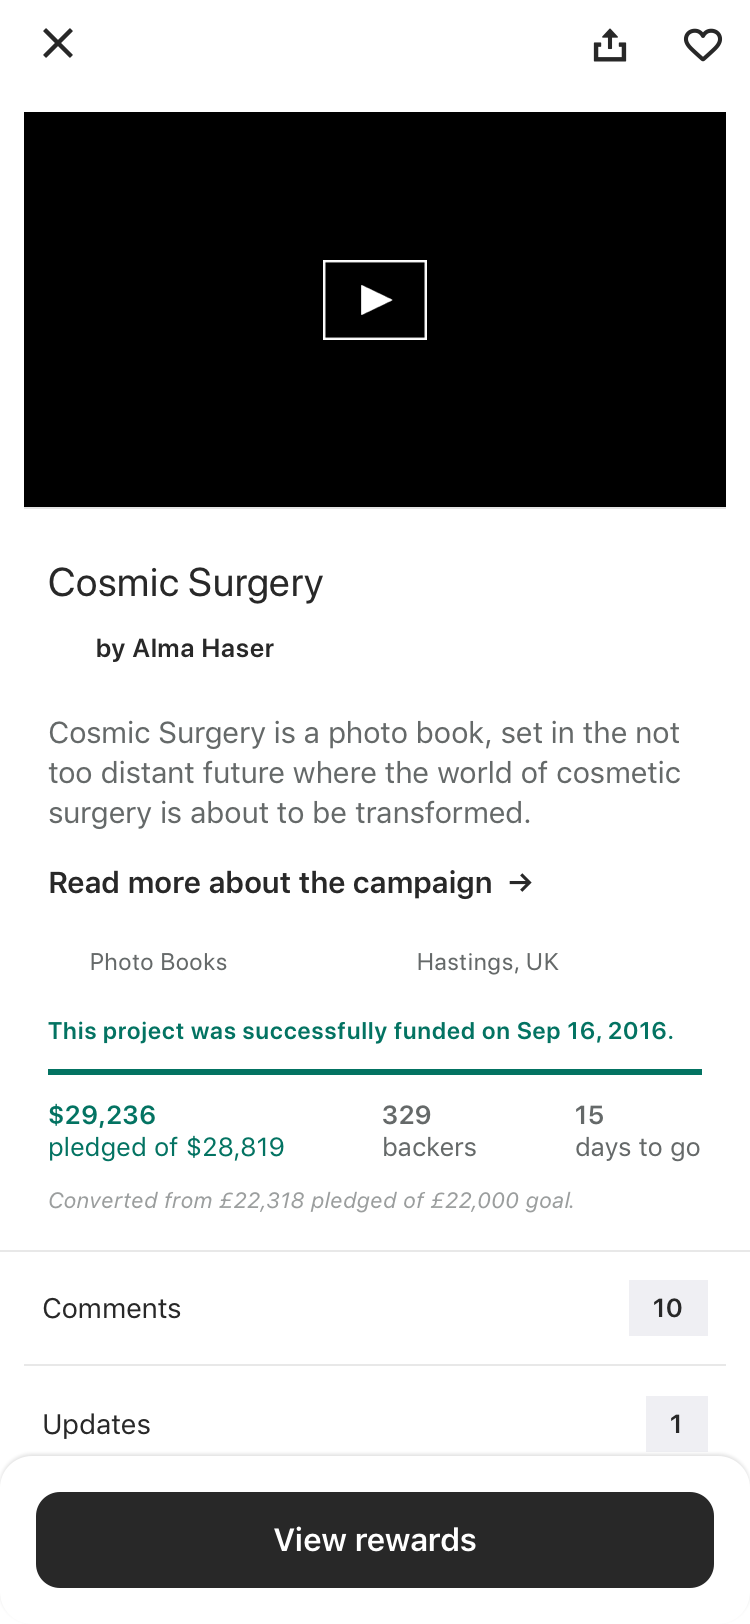 Cosmic Surgery
by Alma Haser
Cosmic Surgery is a photo book, set in the not
too distant future where the world of cosmetic
surgery is about to be transformed.
Read more about the campaign →
Photo Books
Hastings, UK
This project was successfully funded on Sep 16, 2016.
$29,236
pledged of $28,819
329
backers
15
days to go
Converted from £22,318 pledged of £22,000 goal.
Comments
10
Updates
1
View rewards